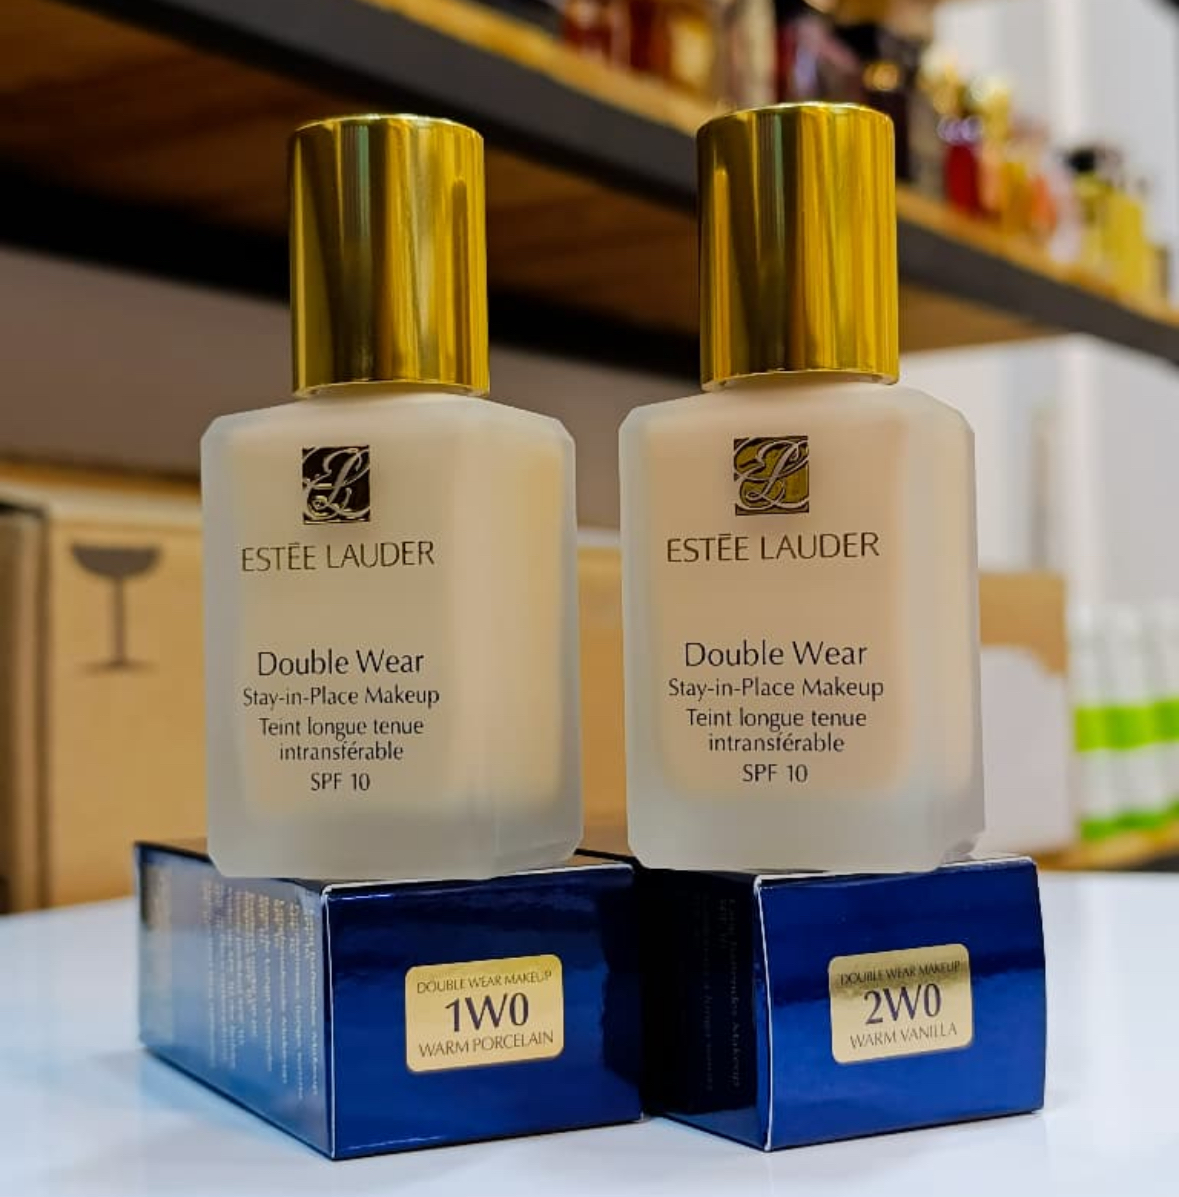 ESTĒE LAUDER
Double Wear
Stay-in-Place Makeup
Teint longue tenue
intransférable
SPF 10
ESTĒE LAUDER
Double Wear
Stay-in-Place Makeup
Teint longue tenue
intransférable
SPF 10
DOUBLE WEAR MAKEUP
1W0
WARM PORCELAIN
DOUBLE WEAR MAKEUP
2W0
WARM VANILLA